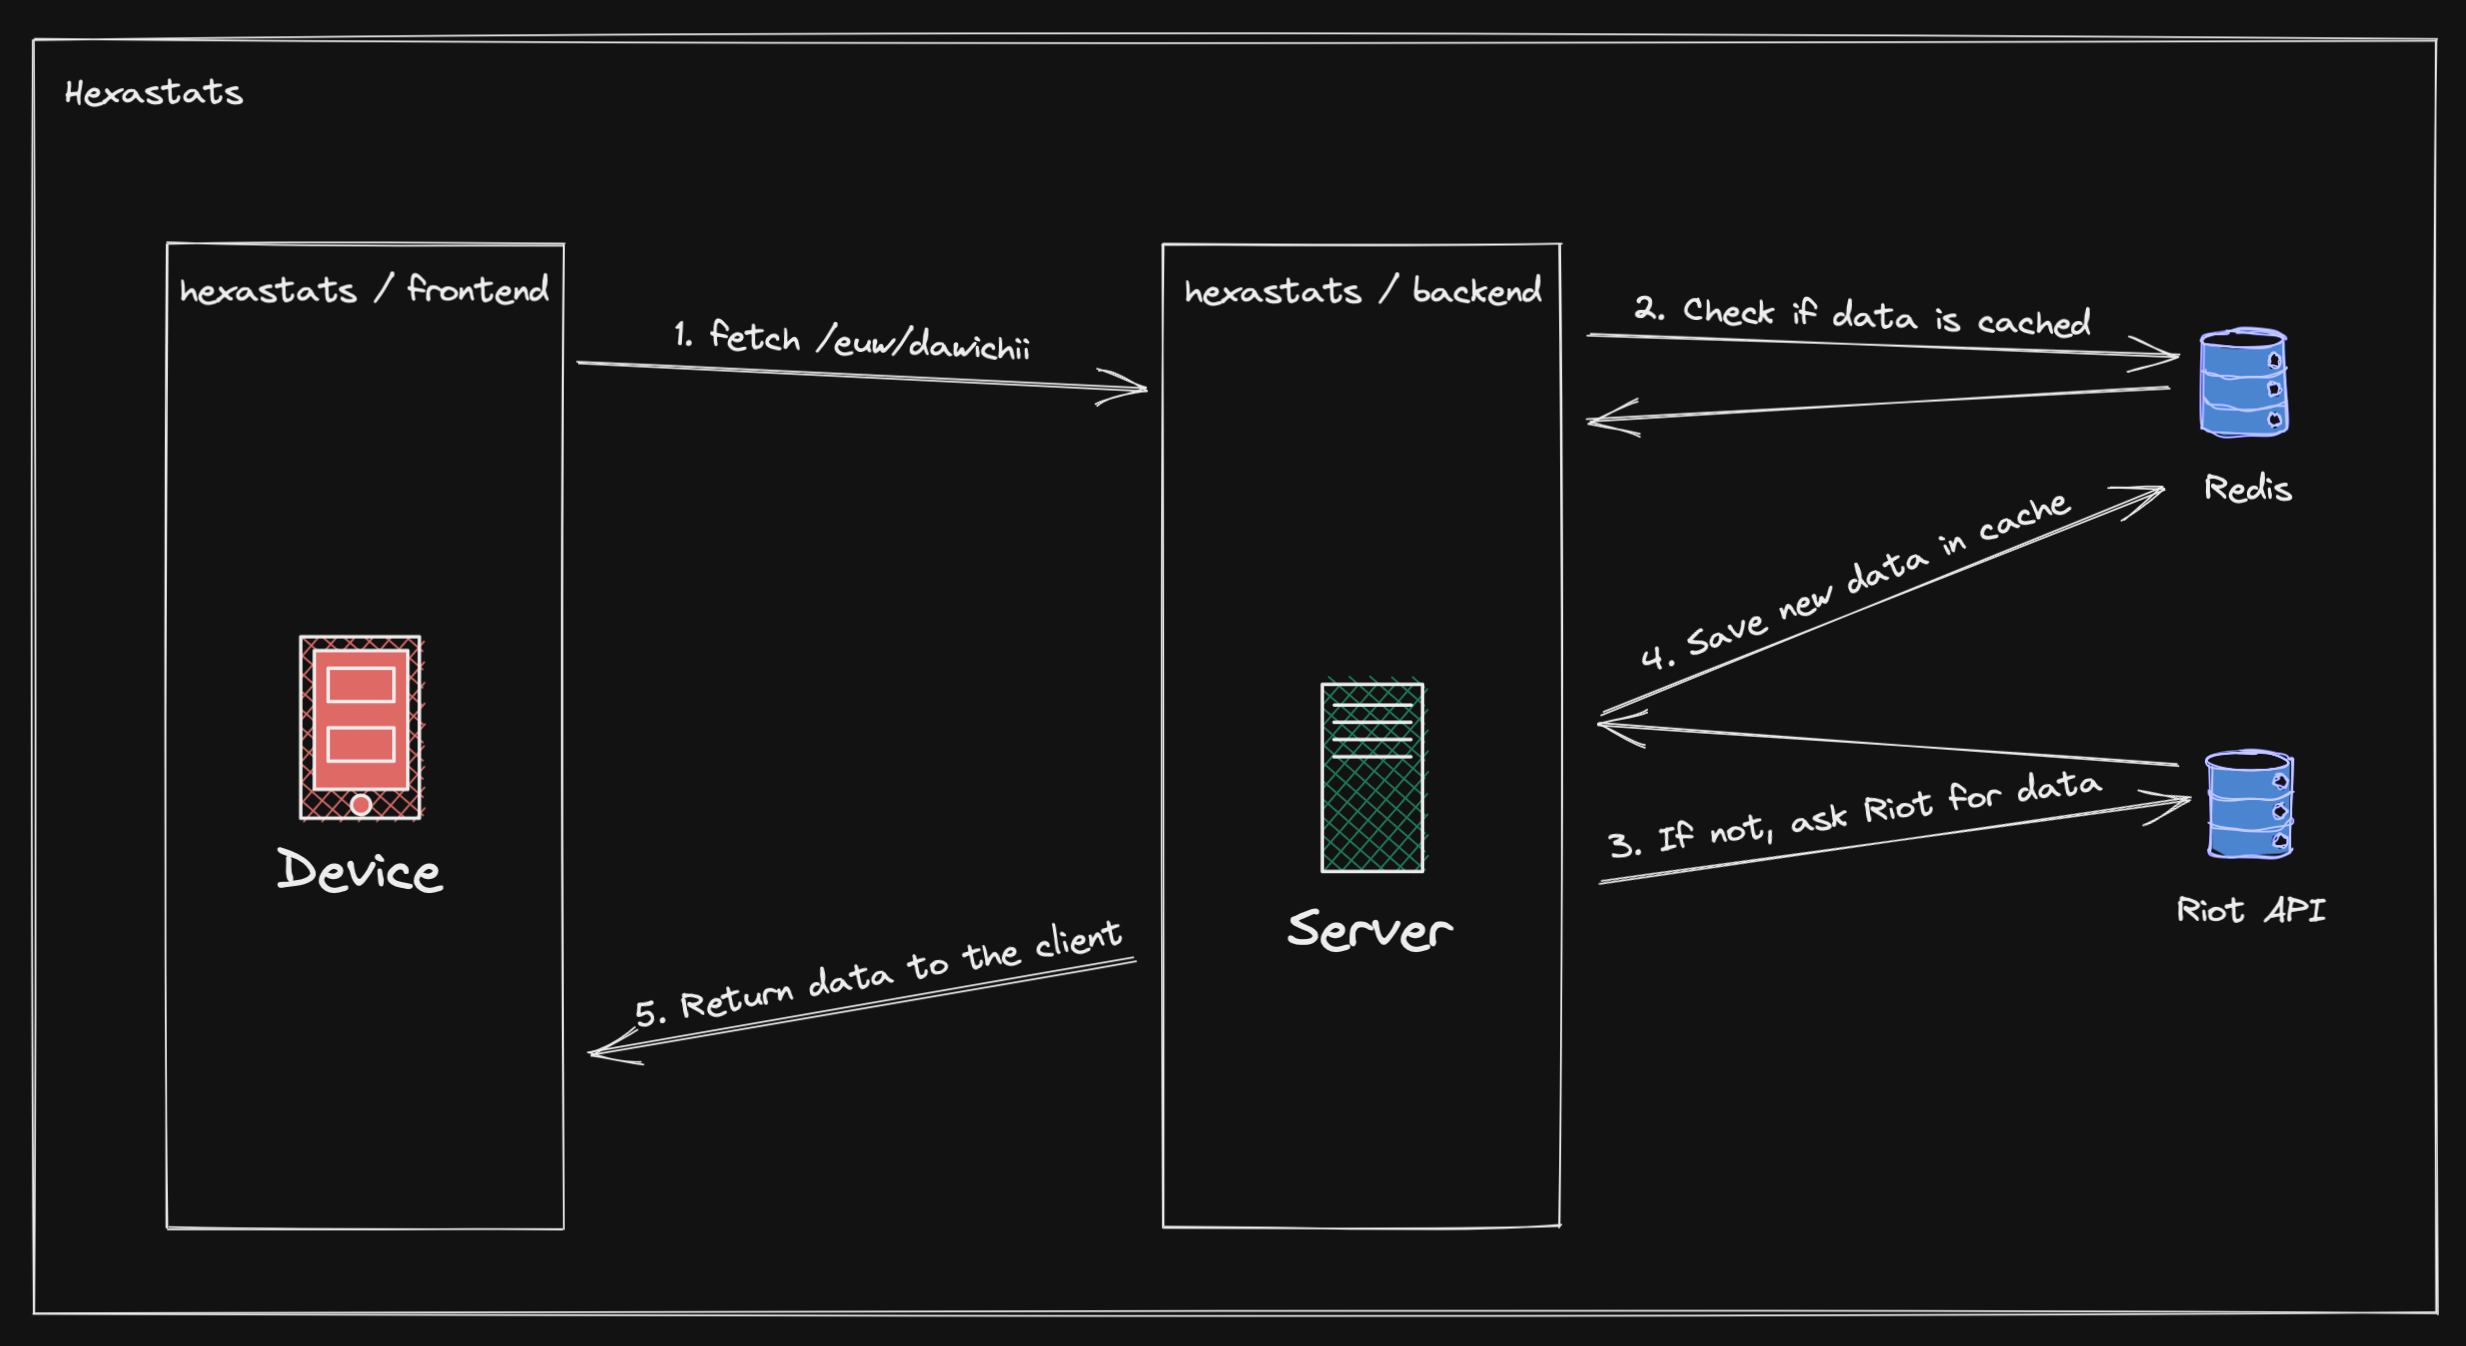 Hexastats
hexastats / frontend
hexastats / backend
1. fetch /euw/dawichii
2. Check if data is cached
Redis
4. Save new data in cache
3. If not, ask Riot for data
Riot API
Device
Server
5. Return data to the client